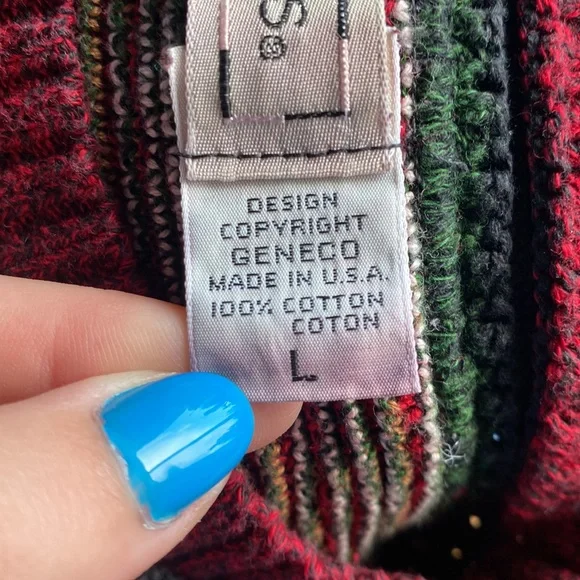 S®
DESIGN
COPYRIGHT
GENECO
MADE IN U.S.A.
100% COTTON
COTON
L